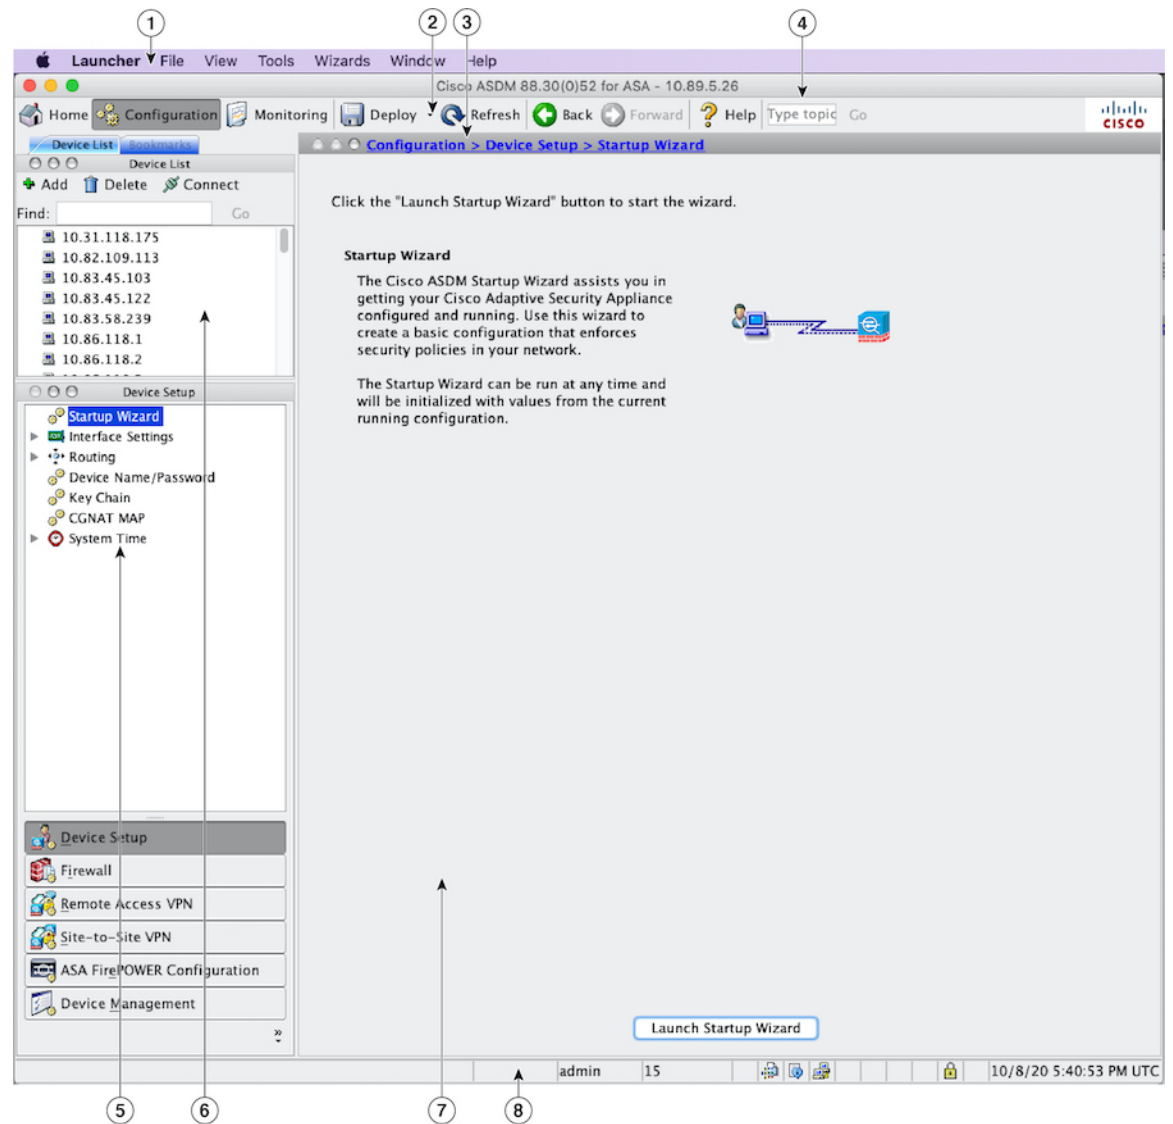 1 2 3 4
Launcher File View Tools Wizards Window Help
Cisco ASDM 88.30(0)52 for ASA - 10.89.5.26
Home Configuration Monitoring Deploy Refresh Back Forward Help Type topic Go
CISCO
Device List Bookmarks
Configuration > Device Setup > Startup Wizard
Device List
Add Delete Connect
Find: Go
10.31.118.175
10.82.109.113
10.83.45.103
10.83.45.122
10.83.58.239
10.86.118.1
10.86.118.2
Device Setup
Startup Wizard
Interface Settings
Routing
Device Name/Password
Key Chain
CGNAT MAP
System Time
Device Setup
Firewall
Remote Access VPN
Site-to-Site VPN
ASA FirePOWER Configuration
Device Management
Click the "Launch Startup Wizard" button to start the wizard.
Startup Wizard
The Cisco ASDM Startup Wizard assists you in
getting your Cisco Adaptive Security Appliance
configured and running. Use this wizard to
create a basic configuration that enforces
security policies in your network.
The Startup Wizard can be run at any time and
will be initialized with values from the current
running configuration.
Launch Startup Wizard
admin 15 10/8/20 5:40:53 PM UTC
5 6 7 8